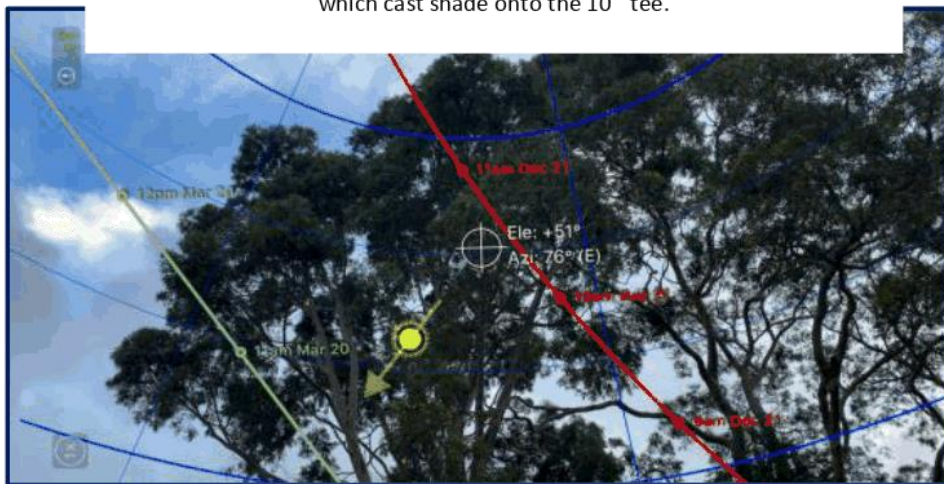 which cast shade onto the 10 tee.
12pm Mar 20
11am Dec 21
Ele: +51°
Azi: 76° (E)
11am Mar 20
9am Dec 21